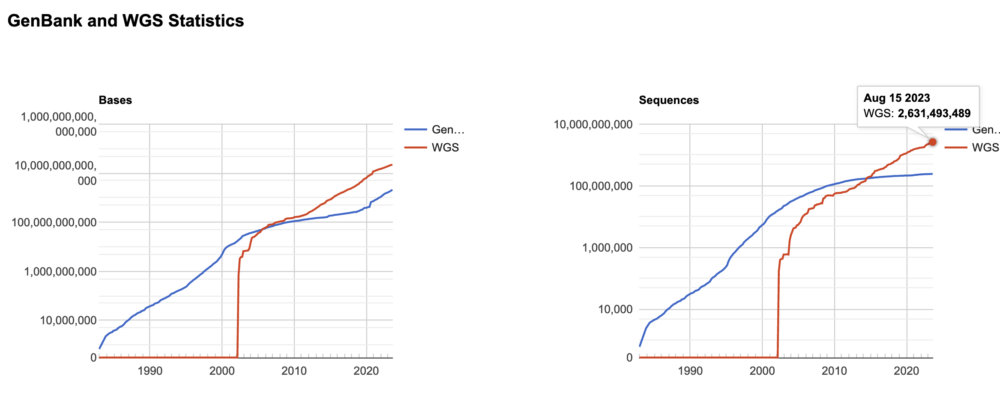 GenBank and WGS Statistics
Bases
1,000,000,000,
000,000
10,000,000,000,
000
100,000,000,000
1,000,000,000
10,000,000
0
1990 2000 2010 2020
Gen...
WGS
Sequences
Aug 15 2023
WGS: 2,631,493,489
10,000,000,000
100,000,000
1,000,000
10,000
0
1990 2000 2010 2020
Gen..
WGS